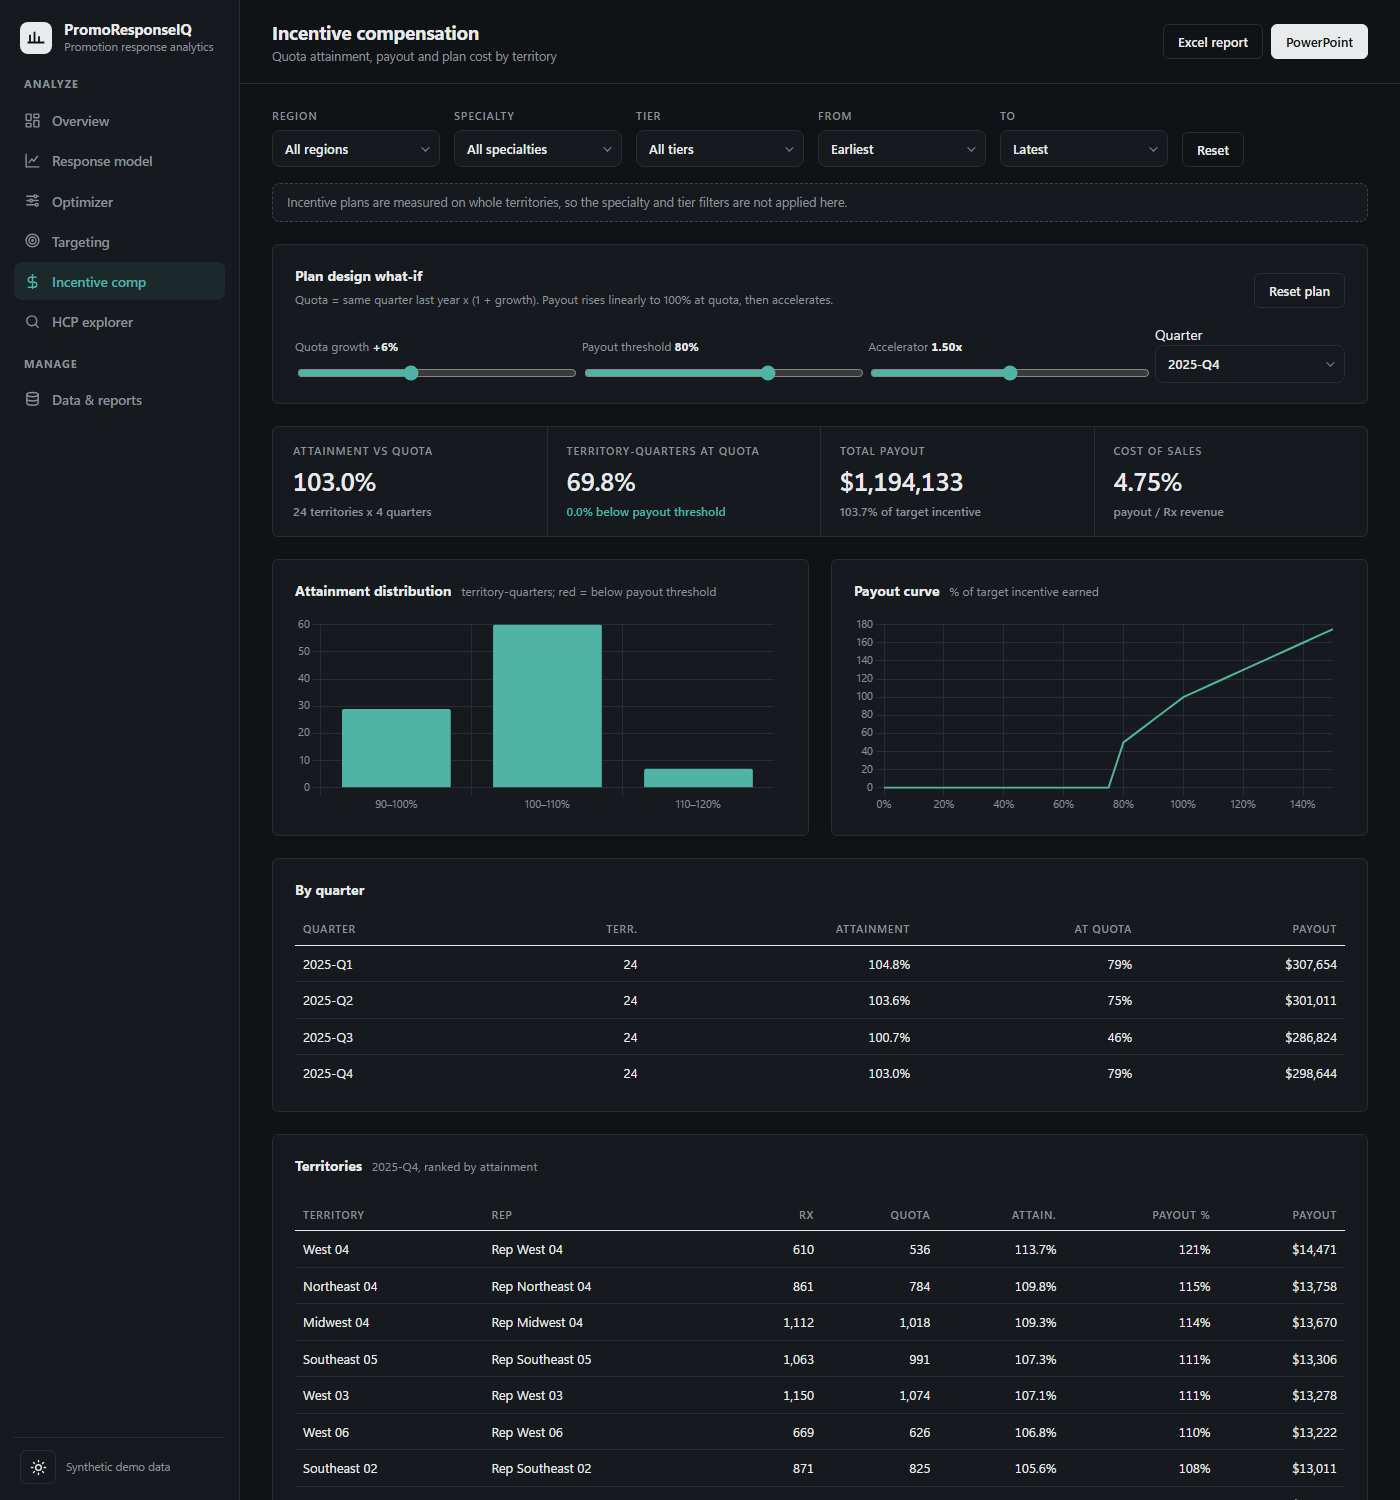 PromoResponseIQ
Promotion response analytics
ANALYZE
Overview
Response model
Optimizer
Targeting
Incentive comp
HCP explorer
MANAGE
Data & reports
Synthetic demo data
Incentive compensation
Quota attainment, payout and plan cost by territory
Excel report
PowerPoint
REGION SPECIALTY TIER FROM TO
All regions All specialties All tiers Earliest Latest Reset
Incentive plans are measured on whole territories, so the specialty and tier filters are not applied here.
Plan design what-if
Quota = same quarter last year x (1 + growth). Payout rises linearly to 100% at quota, then accelerates.
Reset plan
Quota growth +6% Payout threshold 80% Accelerator 1.50x Quarter
2025-Q4
ATTAINMENT VS QUOTA
103.0%
24 territories x 4 quarters
TERRITORY-QUARTERS AT QUOTA
69.8%
0.0% below payout threshold
TOTAL PAYOUT
$1,194,133
103.7% of target incentive
COST OF SALES
4.75%
payout / Rx revenue
Attainment distribution territory-quarters; red = below payout threshold
60
50
40
30
20
10
0
90–100% 100–110% 110–120%
Payout curve % of target incentive earned
180
160
140
120
100
80
60
40
20
0
0% 20% 40% 60% 80% 100% 120% 140%
By quarter
QUARTER TERR. ATTAINMENT AT QUOTA PAYOUT
2025-Q1 24 104.8% 79% $307,654
2025-Q2 24 103.6% 75% $301,011
2025-Q3 24 100.7% 46% $286,824
2025-Q4 24 103.0% 79% $298,644
Territories 2025-Q4, ranked by attainment
TERRITORY REP RX QUOTA ATTAIN. PAYOUT % PAYOUT
West 04 Rep West 04 610 536 113.7% 121% $14,471
Northeast 04 Rep Northeast 04 861 784 109.8% 115% $13,758
Midwest 04 Rep Midwest 04 1,112 1,018 109.3% 114% $13,670
Southeast 05 Rep Southeast 05 1,063 991 107.3% 111% $13,306
West 03 Rep West 03 1,150 1,074 107.1% 111% $13,278
West 06 Rep West 06 669 626 106.8% 110% $13,222
Southeast 02 Rep Southeast 02 871 825 105.6% 108% $13,011